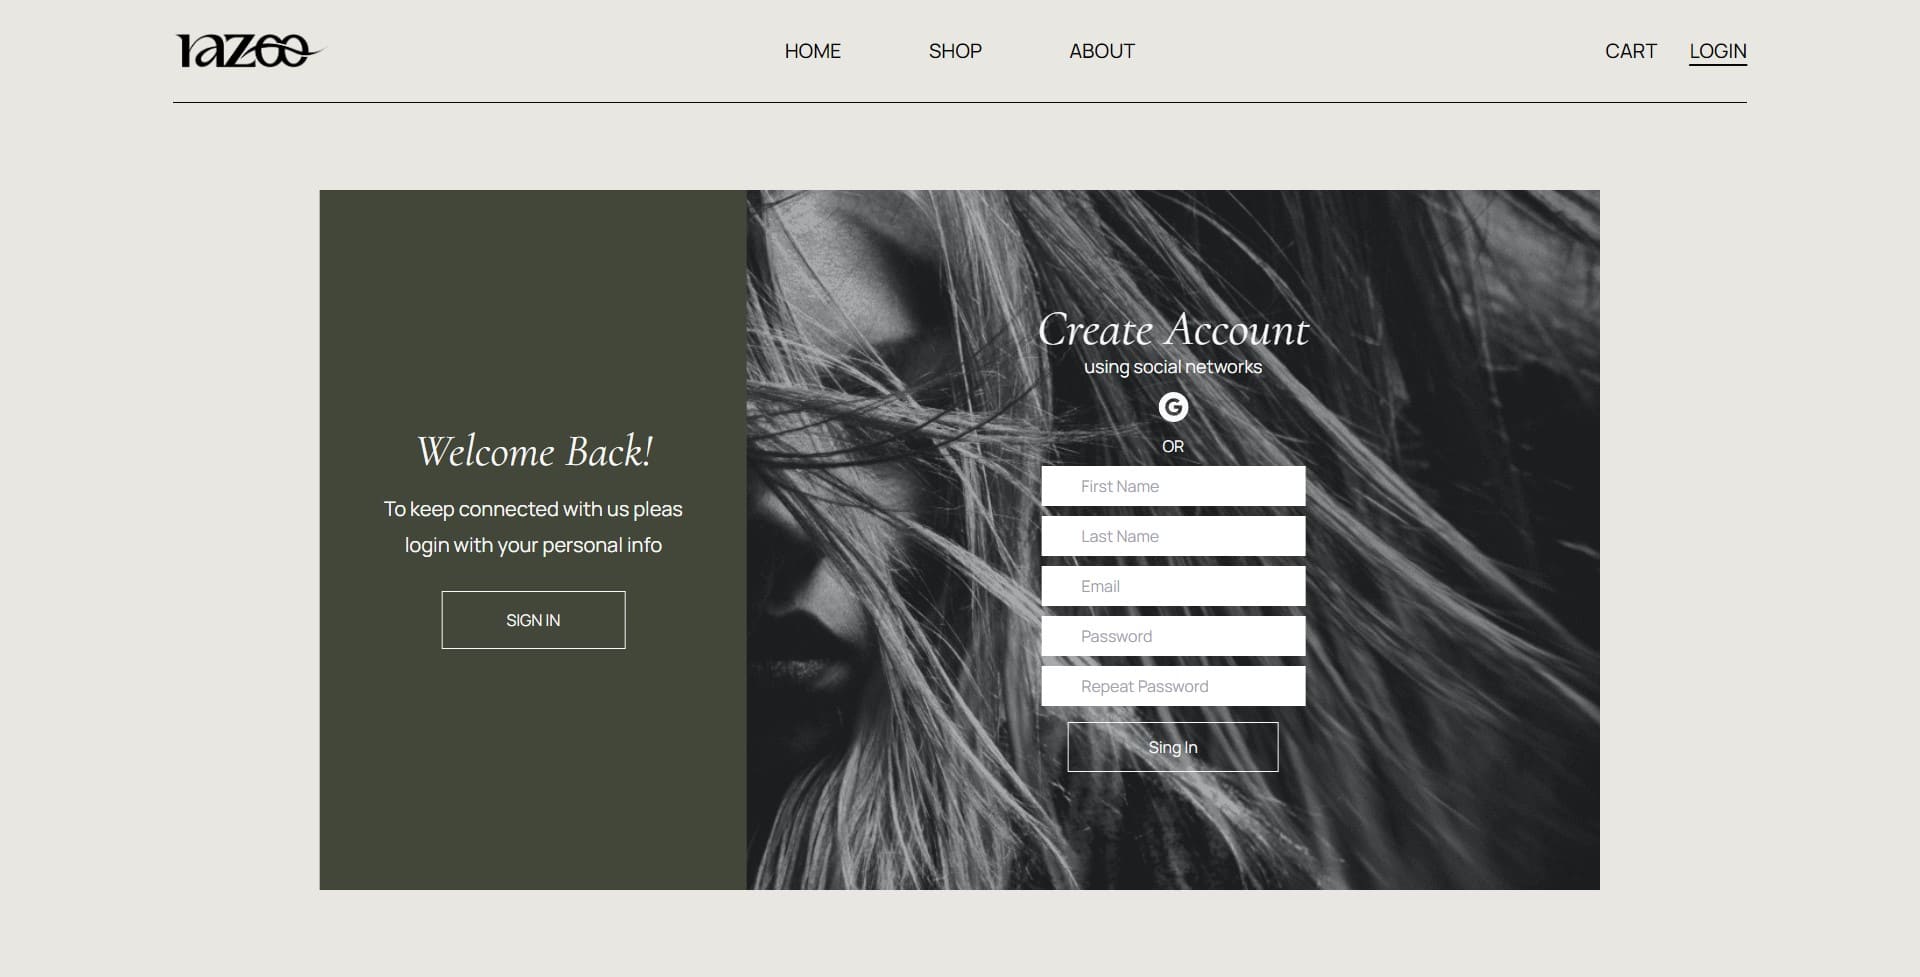 razoo
HOME
SHOP
ABOUT
CART
LOGIN
Welcome Back!
To keep connected with us pleas
login with your personal info
SIGN IN
Create Account
using social networks
G
OR
First Name
Last Name
Email
Password
Repeat Password
Sing In